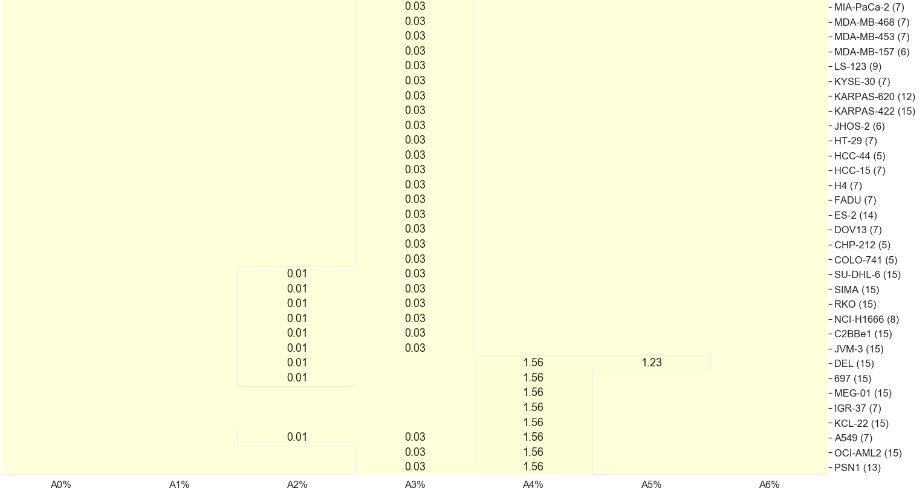 0.03 MIA-PaCa-2 (7)
0.03 MDA-MB-468 (7)
0.03 MDA-MB-453 (7)
0.03 MDA-MB-157 (6)
0.03 LS-123 (9)
0.03 KYSE-30 (7)
0.03 KARPAS-620 (12)
0.03 KARPAS-422 (15)
0.03 JHOS-2 (6)
0.03 HT-29 (7)
0.03 HCC-44 (5)
0.03 HCC-15 (7)
0.03 H4 (7)
0.03 FADU (7)
0.03 ES-2 (14)
0.03 DOV13 (7)
0.03 CHP-212 (5)
0.03 COLO-741 (5)
0.01 0.03 SU-DHL-6 (15)
0.01 0.03 SIMA (15)
0.01 0.03 RKO (15)
0.01 0.03 NCI-H1666 (8)
0.01 0.03 C2BBe1 (15)
0.01 0.03 JVM-3 (15)
0.01 1.56 1.23 DEL (15)
0.01 1.56 697 (15)
1.56 MEG-01 (15)
1.56 IGR-37 (7)
1.56 KCL-22 (15)
0.01 0.03 1.56 A549 (7)
0.03 1.56 OCI-AML2 (15)
0.03 1.56 PSN1 (13)
A0% A1% A2% A3% A4% A5% A6%